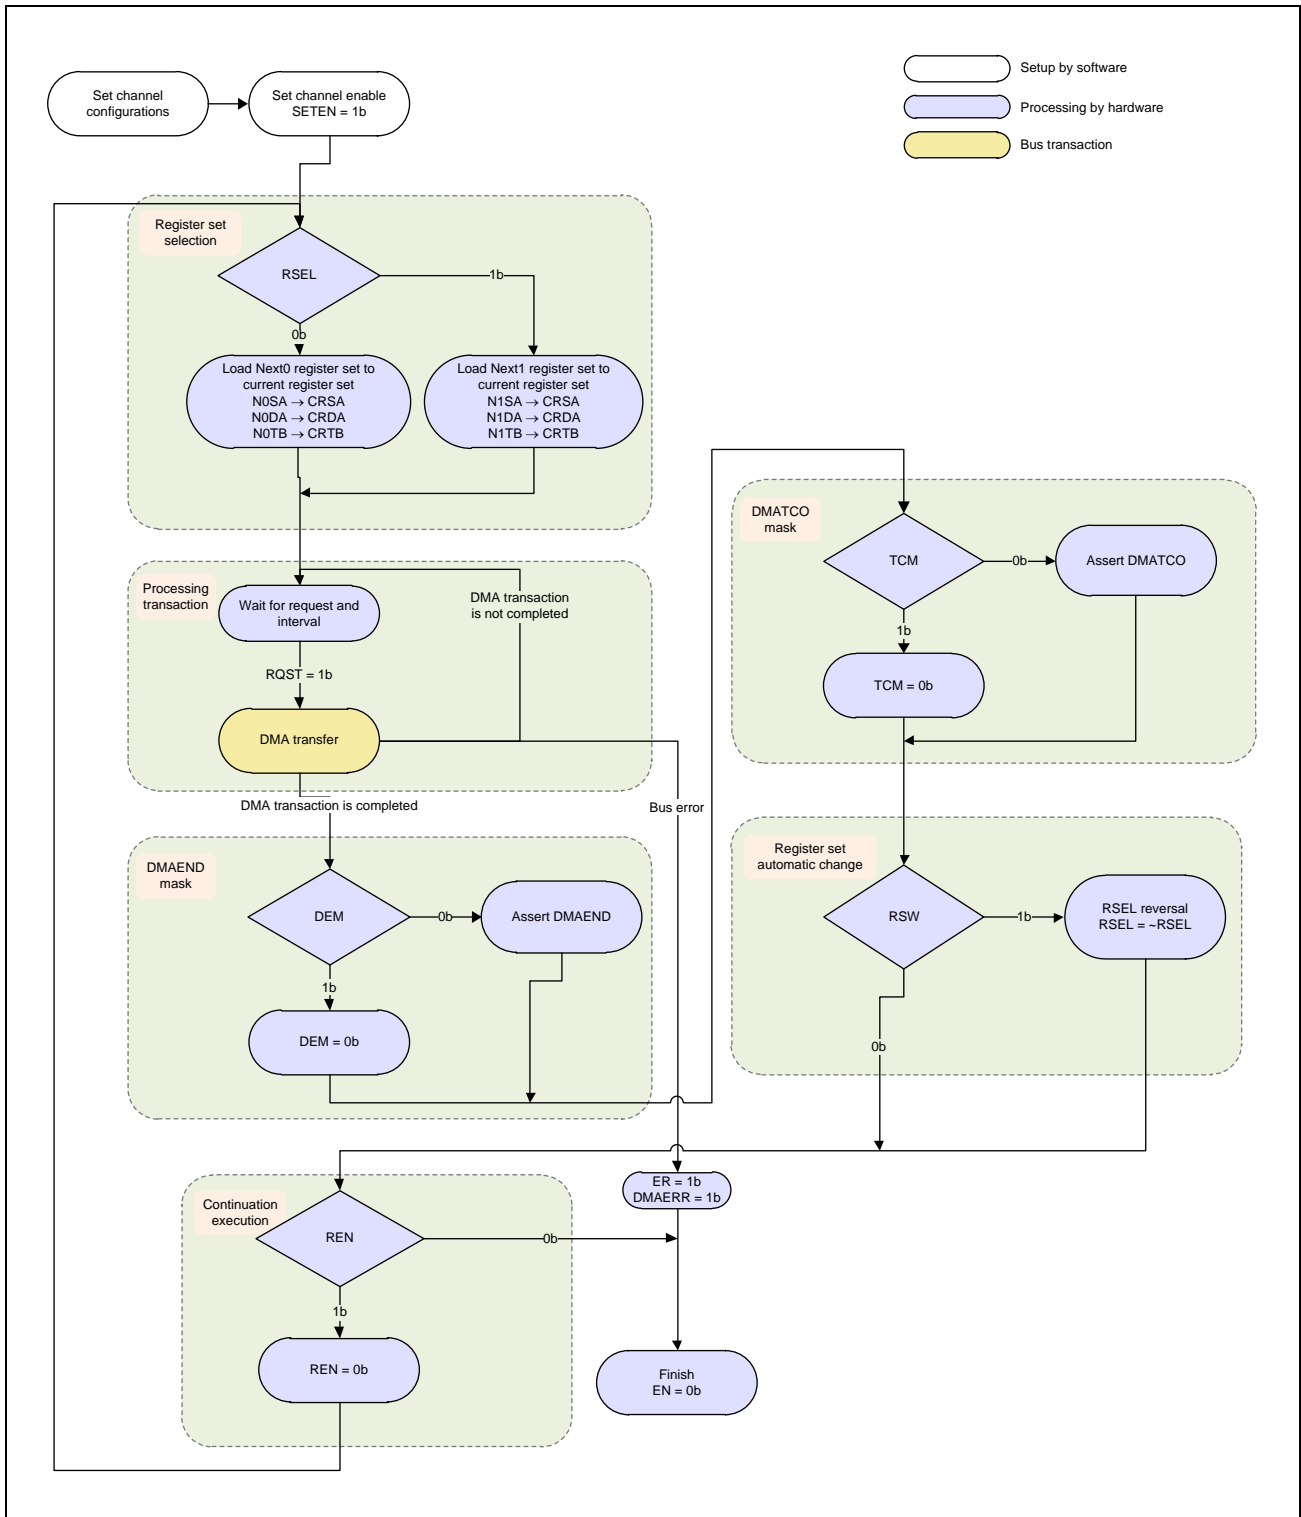 Set channel
configurations
Set channel enable
SETEN = 1b
Setup by software
Processing by hardware
Bus transaction
Register set
selection
RSEL
1b
0b
Load Next0 register set to
current register set
N0SA → CRSA
N0DA → CRDA
N0TB → CRTB
Load Next1 register set to
current register set
N1SA → CRSA
N1DA → CRDA
N1TB → CRTB
Processing
transaction
Wait for request and
interval
DMA transaction
is not completed
RQST = 1b
DMA transfer
DMA transaction is completed
Bus error
DMAEND
mask
DEM
0b
Assert DMAEND
1b
DEM = 0b
DMATCO
mask
TCM
0b
Assert DMATCO
1b
TCM = 0b
Register set
automatic change
RSW
1b
RSEL reversal
RSEL = ~RSEL
0b
ER = 1b
DMAERR = 1b
Continuation
execution
REN
0b
1b
REN = 0b
Finish
EN = 0b